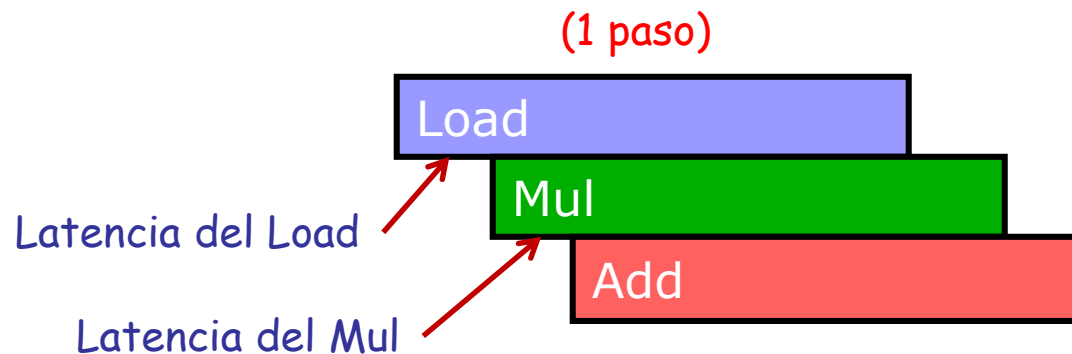 (1 paso)
Load
Mul
Latencia del Load
Add
Latencia del Mul